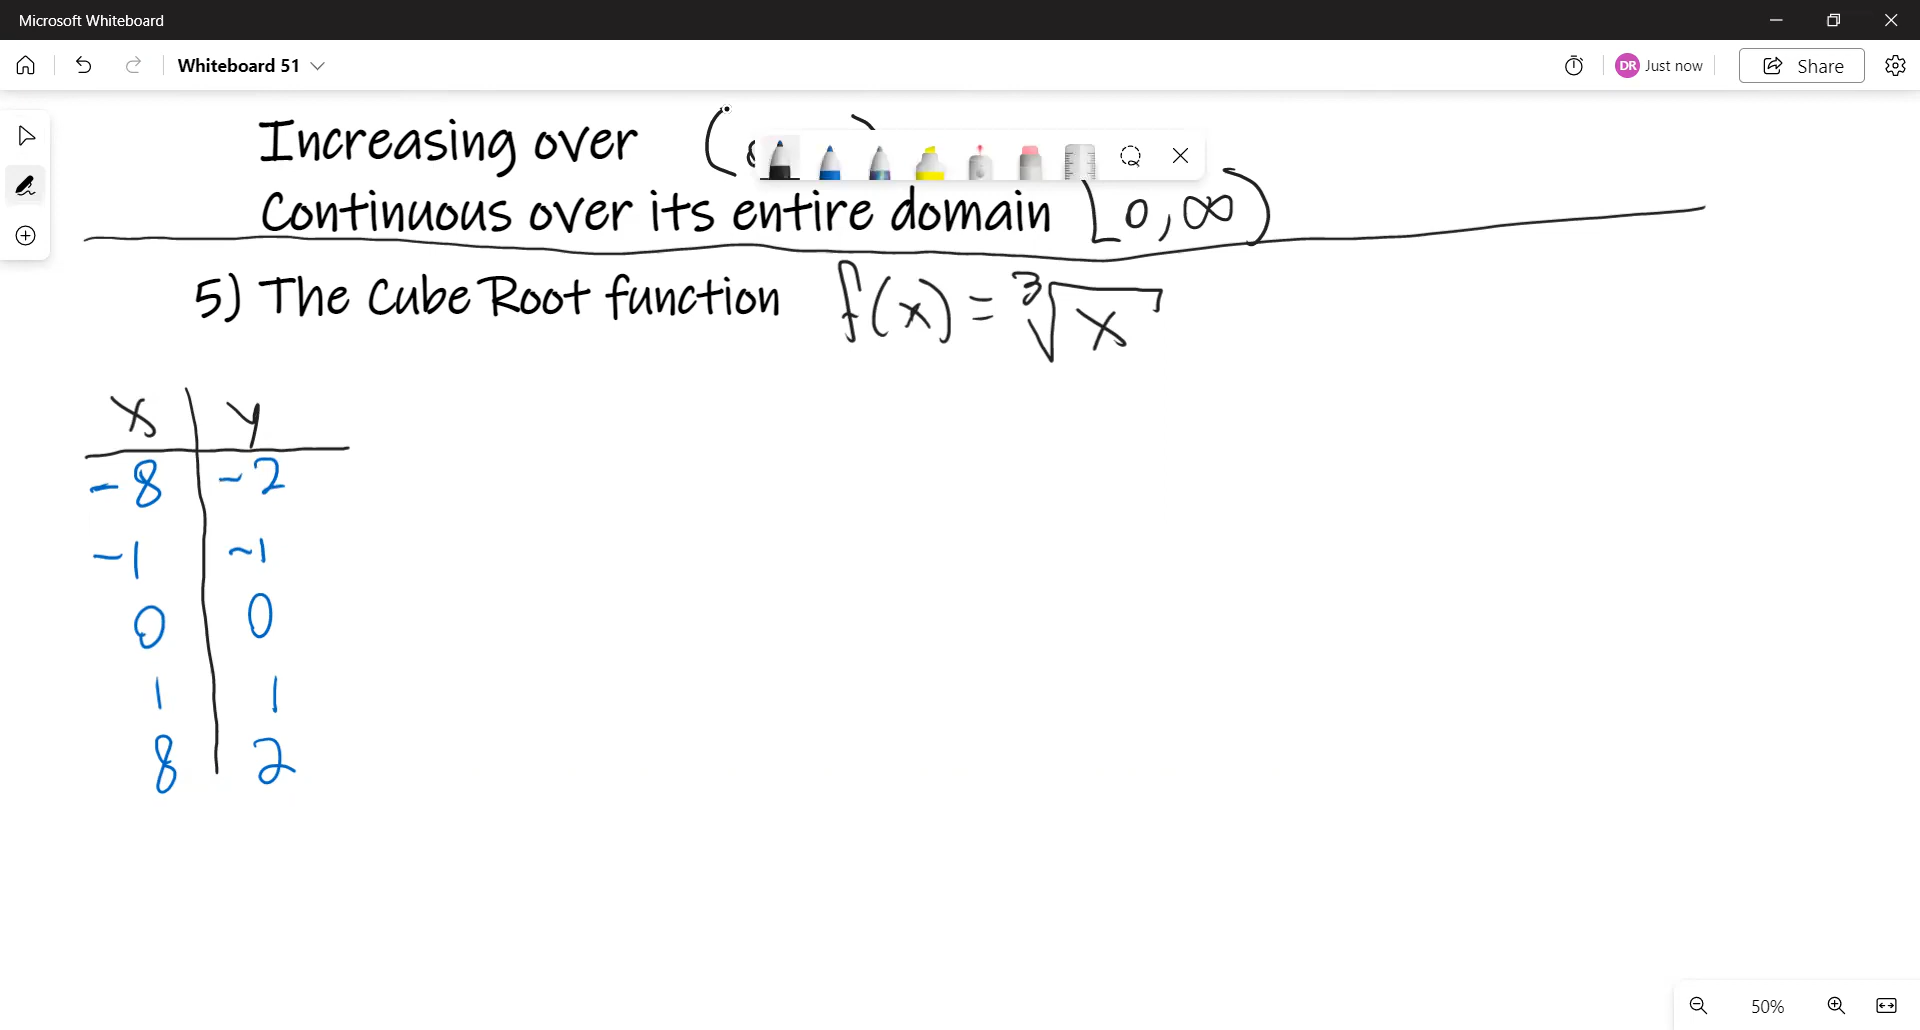 Microsoft Whiteboard
Whiteboard 51
DR Just now Share
Increasing over (
Continuous over its entire domain [0,∞)
5) The Cube Root function f(x) = ∛x
x y
-8 -2
-1 -1
0 0
1 1
8 2
50%